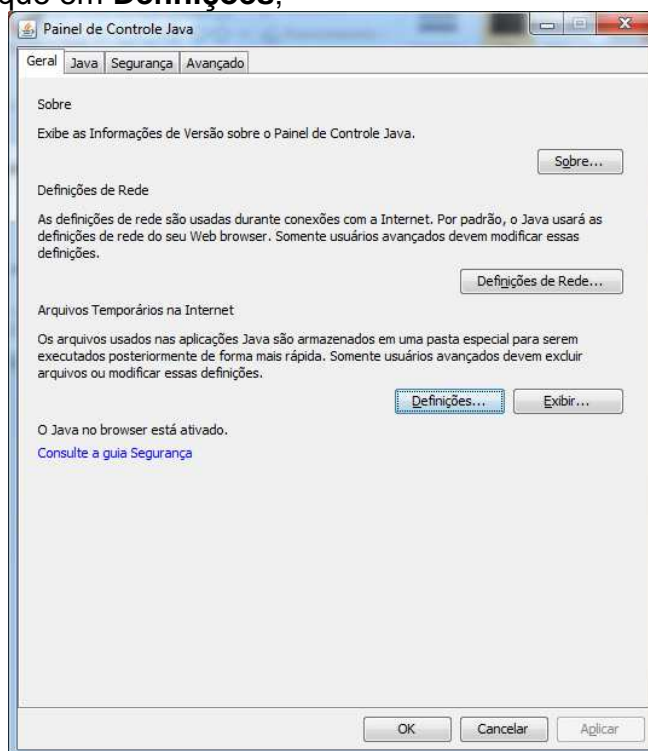 que em Definições;
Painel de Controle Java
Geral Java Segurança Avançado
Sobre
Exibe as Informações de Versão sobre o Painel de Controle Java.
Sobre...
Definições de Rede
As definições de rede são usadas durante conexões com a Internet. Por padrão, o Java usará as
definições de rede do seu Web browser. Somente usuários avançados devem modificar essas
definições.
Definições de Rede...
Arquivos Temporários na Internet
Os arquivos usados nas aplicações Java são armazenados em uma pasta especial para serem
executados posteriormente de forma mais rápida. Somente usuários avançados devem excluir
arquivos ou modificar essas definições.
Definições... Exibir...
O Java no browser está ativado.
Consulte a guia Segurança
OK Cancelar Aplicar